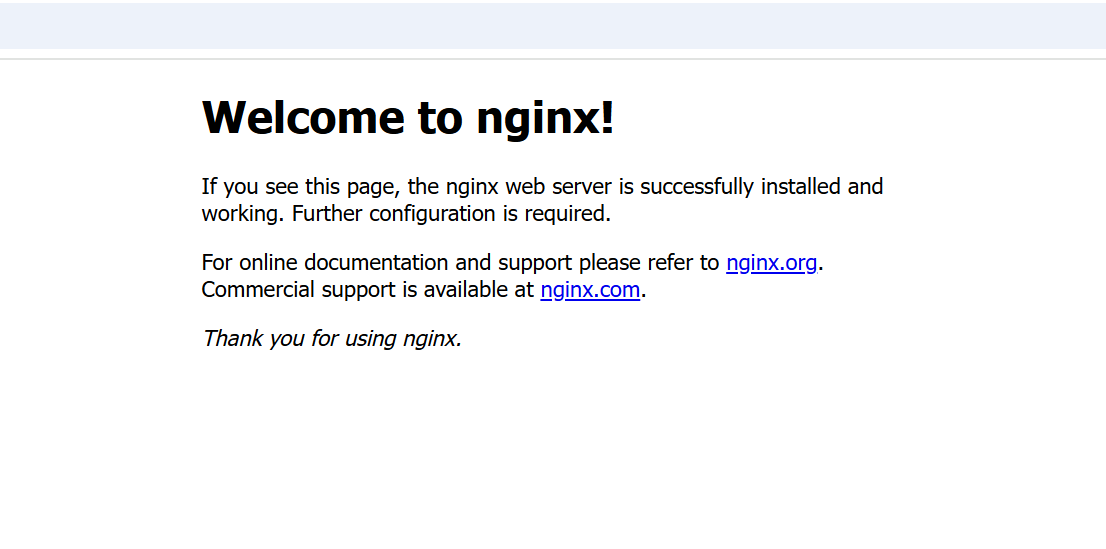 Welcome to nginx!
If you see this page, the nginx web server is successfully installed and
working. Further configuration is required.
For online documentation and support please refer to nginx.org.
Commercial support is available at nginx.com.
Thank you for using nginx.